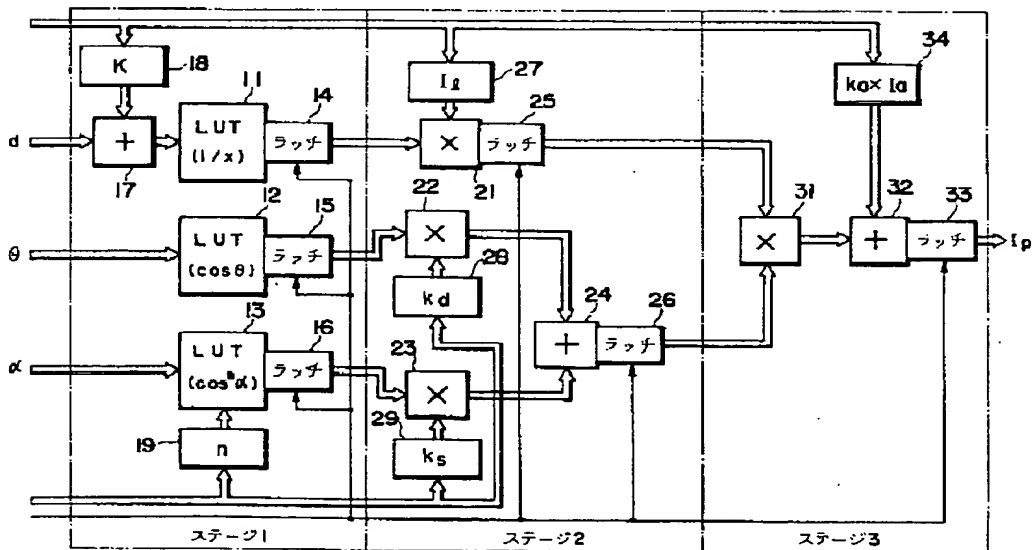 K
18
11
LUT
(1/x)
14
ラッチ
d
+
17
Il
27
×
21
25
ラッチ
ka×Ia
34
12
LUT
(cosθ)
15
ラッチ
θ
22
×
kd
28
31
×
32
+
33
ラッチ
Ip
13
LUT
(cosⁿα)
16
ラッチ
α
23
×
24
+
26
ラッチ
19
n
29
ks
ステージ1
ステージ2
ステージ3